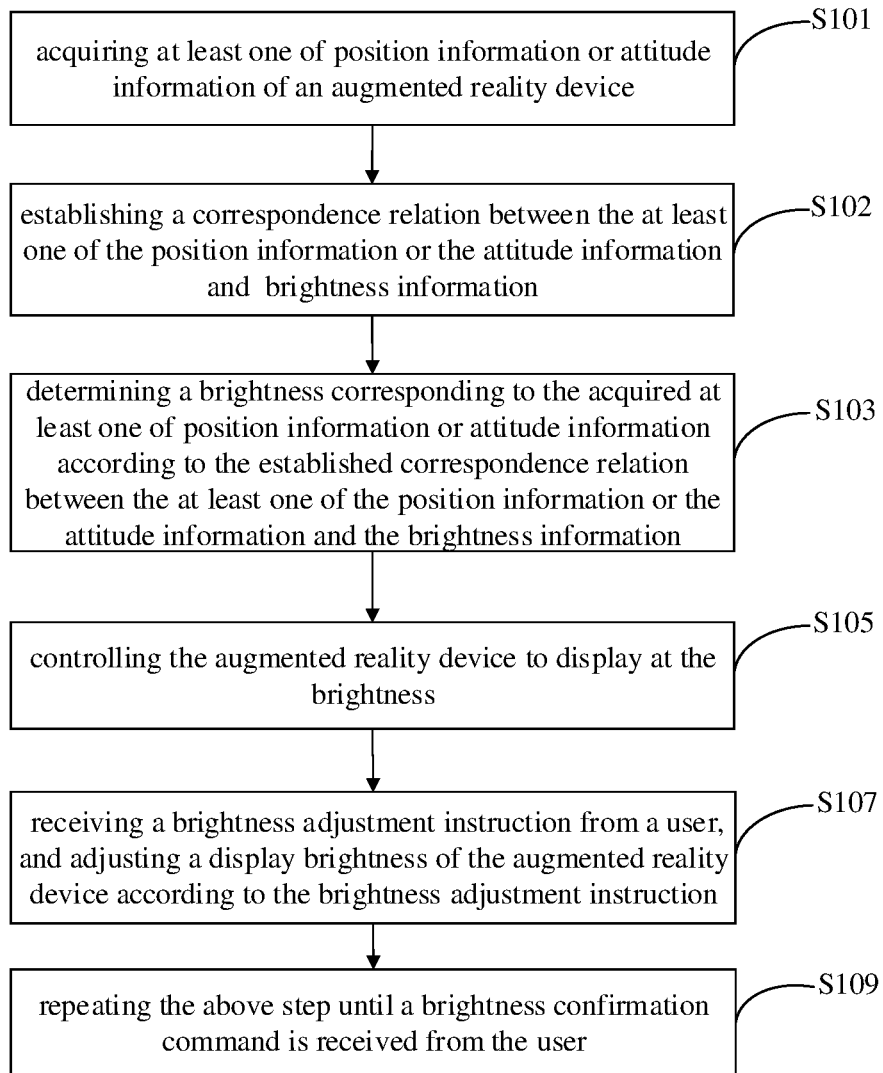 S101
acquiring at least one of position information or attitude
information of an augmented reality device
S102
establishing a correspondence relation between the at least
one of the position information or the attitude information
and brightness information
S103
determining a brightness corresponding to the acquired at
least one of position information or attitude information
according to the established correspondence relation
between the at least one of the position information or the
attitude information and the brightness information
S105
controlling the augmented reality device to display at the
brightness
S107
receiving a brightness adjustment instruction from a user,
and adjusting a display brightness of the augmented reality
device according to the brightness adjustment instruction
S109
repeating the above step until a brightness confirmation
command is received from the user